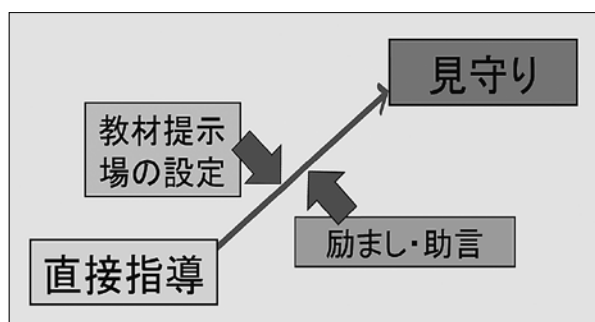 見守り
教材提示
場の設定
励まし・助言
直接指導